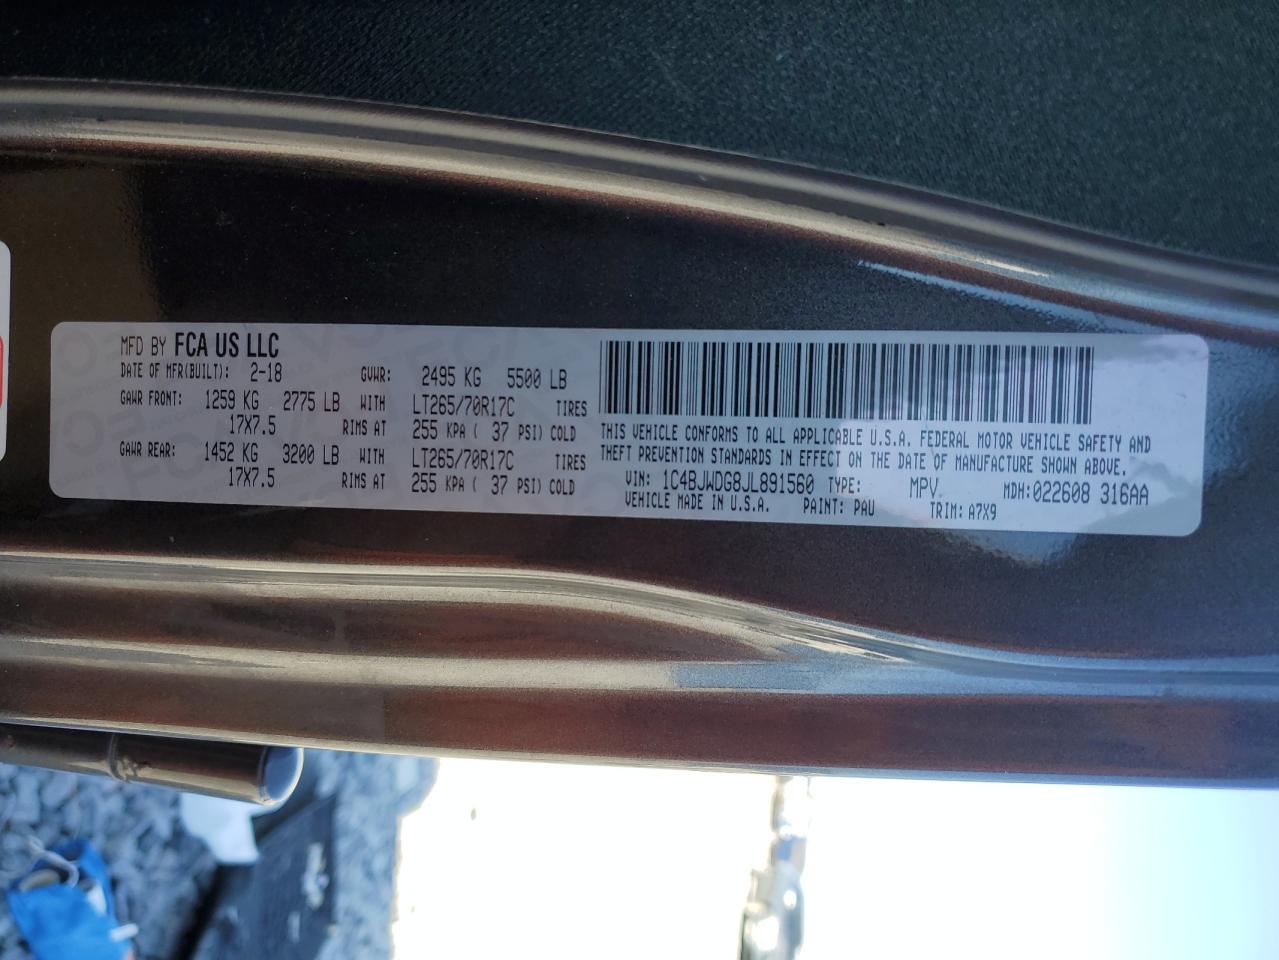 MFD BY FCA US LLC
DATE OF MFR(BUILT): 2-18 GVWR: 2495 KG 5500 LB
GAWR FRONT: 1259 KG 2775 LB WITH LT265/70R17C TIRES
17X7.5 RIMS AT 255 KPA ( 37 PSI) COLD
GAWR REAR: 1452 KG 3200 LB WITH LT265/70R17C TIRES
17X7.5 RIMS AT 255 KPA ( 37 PSI) COLD
THIS VEHICLE CONFORMS TO ALL APPLICABLE U.S.A. FEDERAL MOTOR VEHICLE SAFETY AND
THEFT PREVENTION STANDARDS IN EFFECT ON THE DATE OF MANUFACTURE SHOWN ABOVE.
VIN: 1C4BJWDG8JL891560 TYPE: MPV MDH:022608 316AA
VEHICLE MADE IN U.S.A. PAINT: PAU TRIM: A7X9